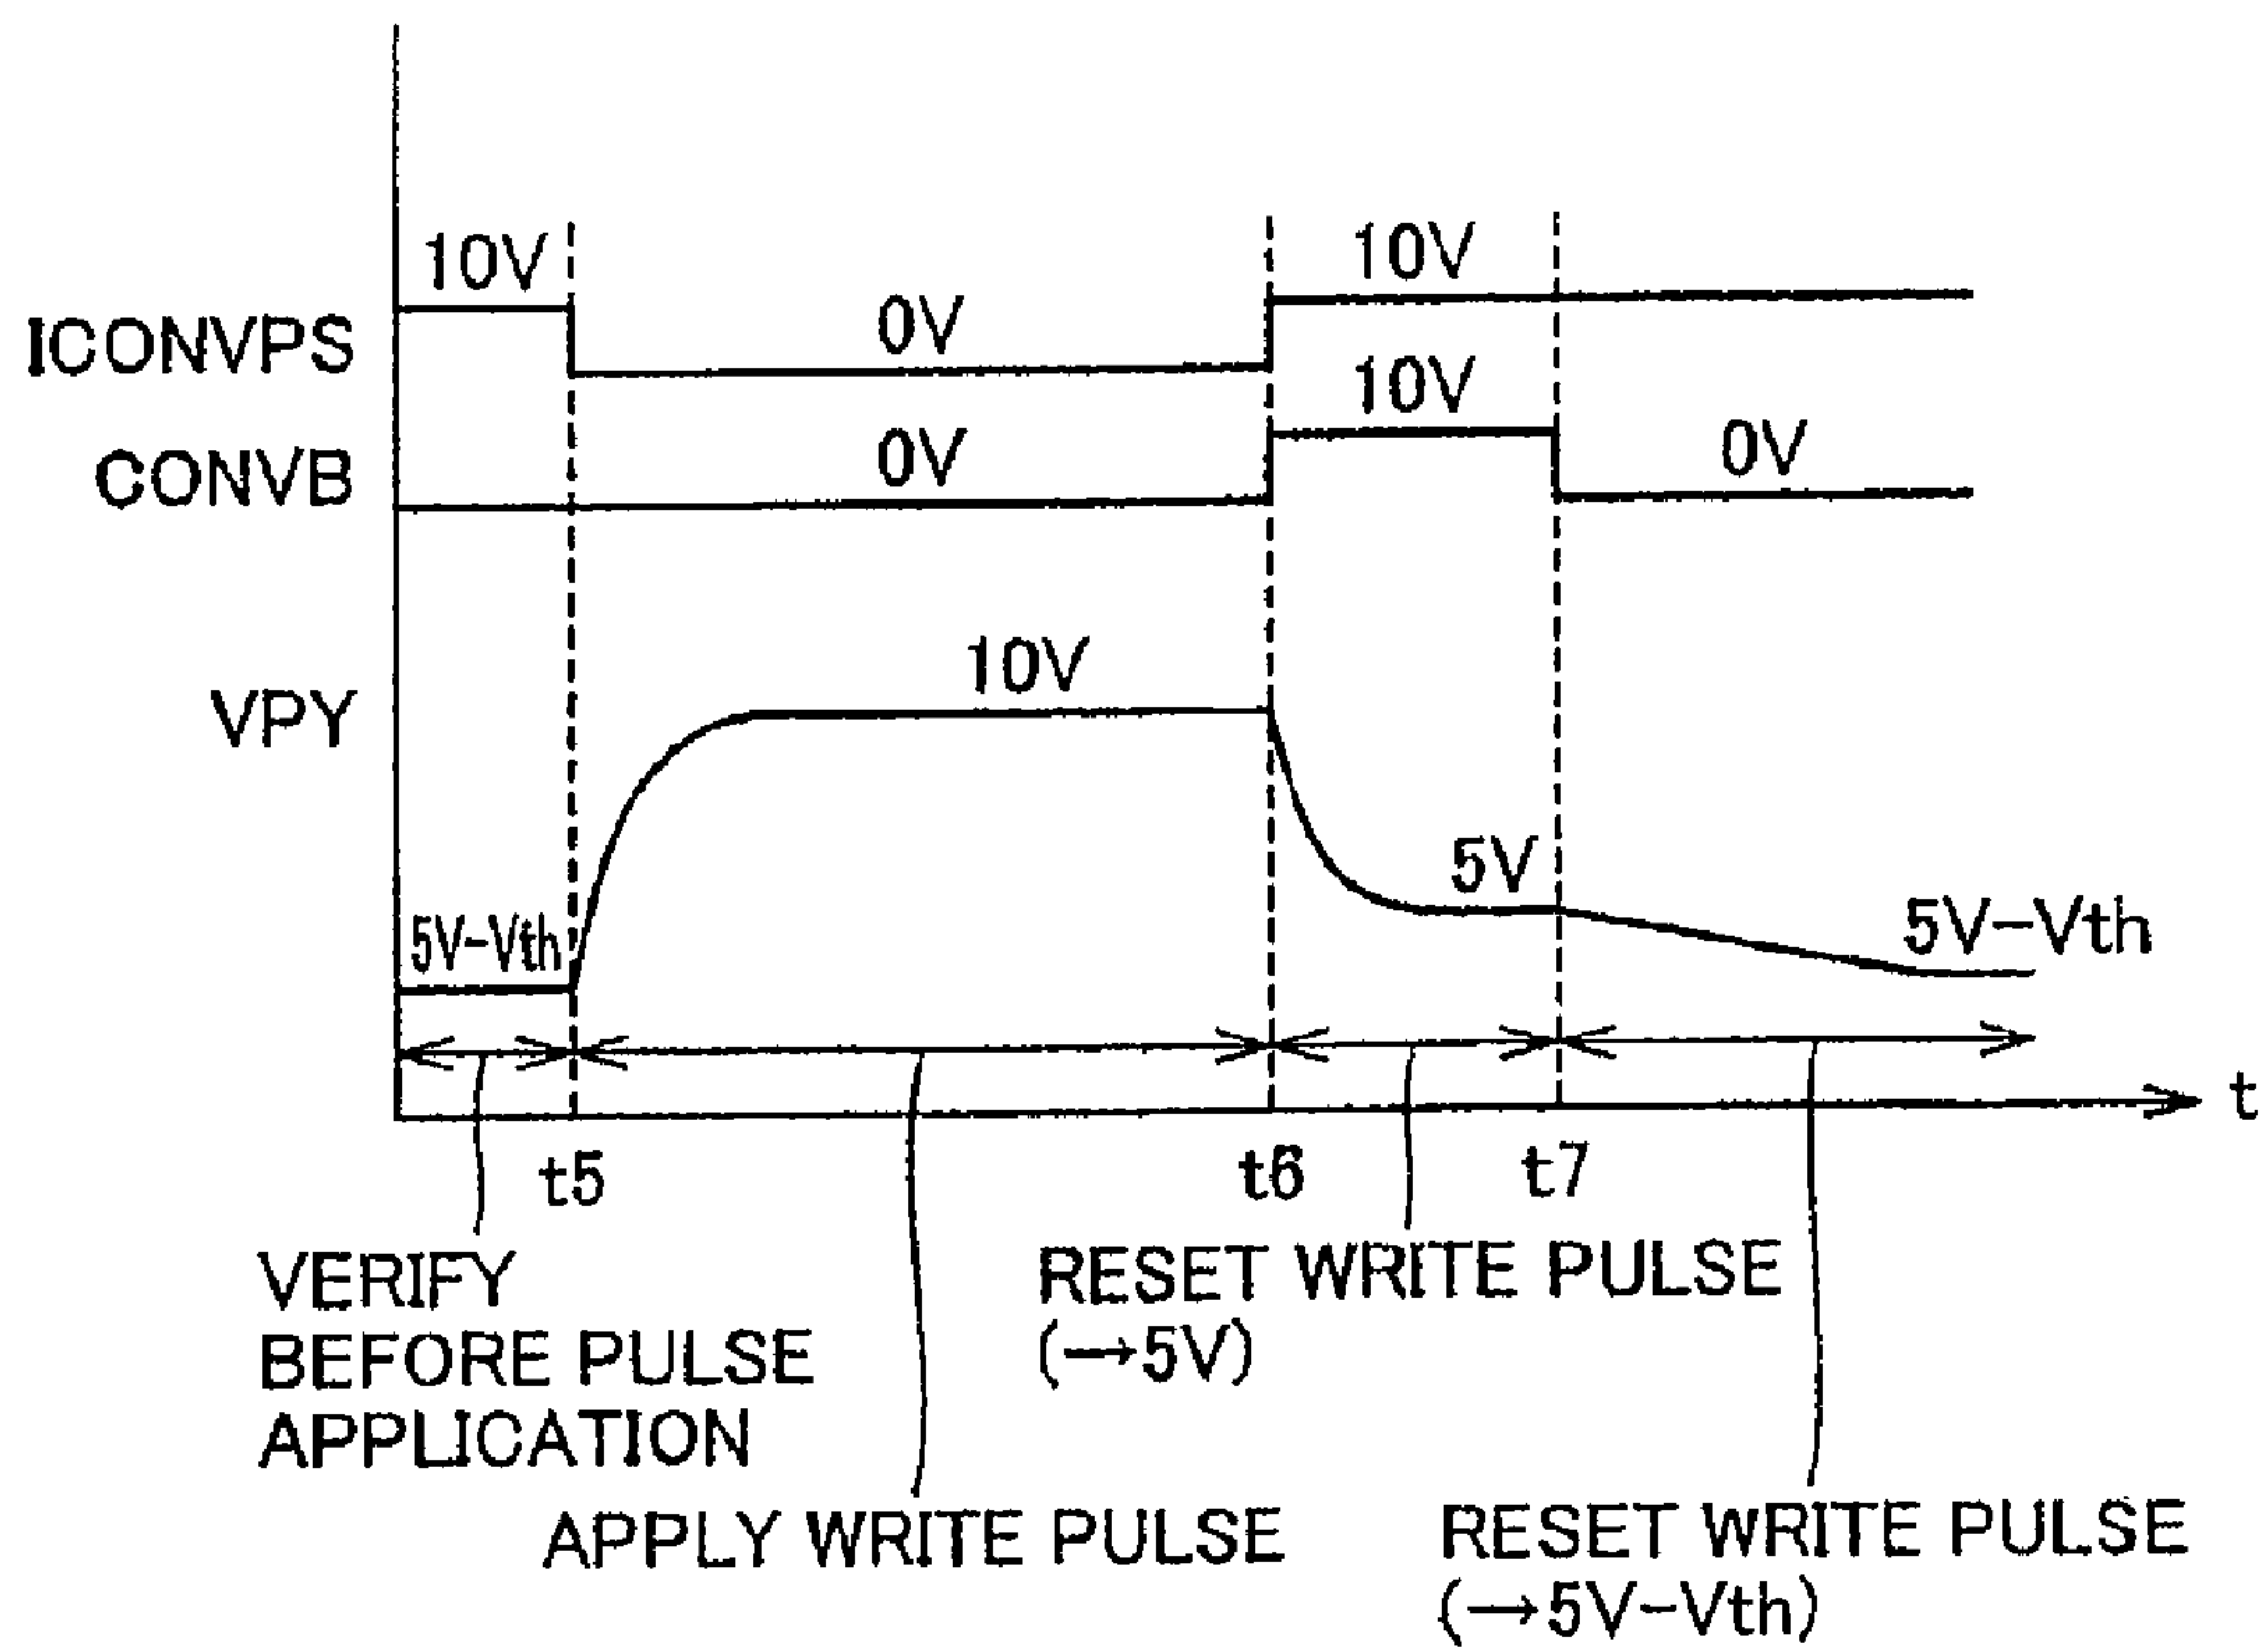 10V
10V
ICONVPS
0V
10V
CONVB
0V
0V
VPY
10V
5V
5V-Vth
5V-Vth
t
t5
t6
t7
VERIFY
BEFORE PULSE
APPLICATION
RESET WRITE PULSE
(→5V)
APPLY WRITE PULSE
RESET WRITE PULSE
(→5V-Vth)